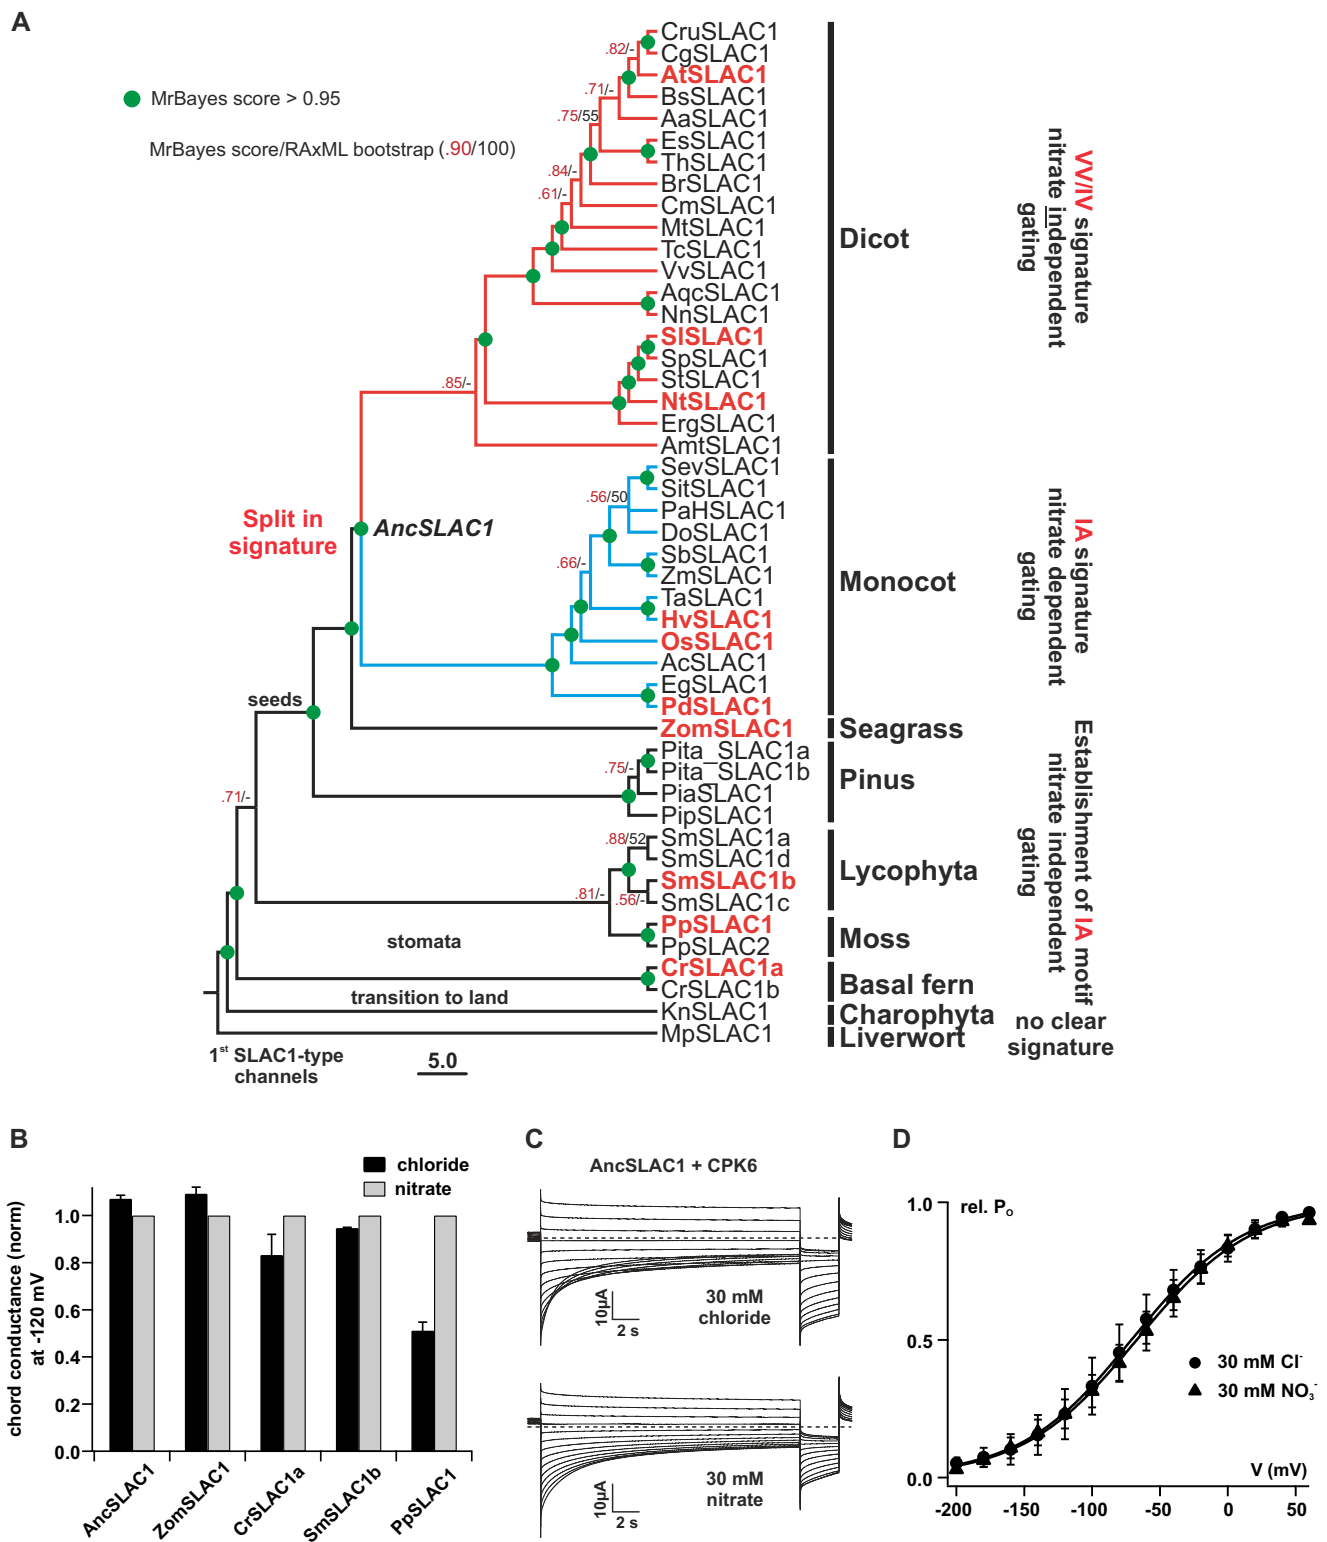 A
MrBayes score > 0.95
MrBayes score/RAxML bootstrap (.90/100)
CruSLAC1
CgSLAC1
AtSLAC1
BsSLAC1
AaSLAC1
EsSLAC1
ThSLAC1
BrSLAC1
CmSLAC1
MtSLAC1
TcSLAC1
VvSLAC1
AqcSLAC1
NnSLAC1
SlSLAC1
SpSLAC1
StSLAC1
NtSLAC1
ErgSLAC1
AmtSLAC1
SevSLAC1
SitSLAC1
PaHSLAC1
DoSLAC1
SbSLAC1
ZmSLAC1
TaSLAC1
HvSLAC1
OsSLAC1
AcSLAC1
EgSLAC1
PdSLAC1
ZomSLAC1
Pita_SLAC1a
Pita_SLAC1b
PiaSLAC1
PipSLAC1
SmSLAC1a
SmSLAC1d
SmSLAC1b
SmSLAC1c
PpSLAC1
PpSLAC2
CrSLAC1a
CrSLAC1b
KnSLAC1
MpSLAC1
.82/-
.71/-
.75/55
.84/-
.61/-
.85/-
.56/50
.66/-
.75/-
.71/-
.88/52
.81/-
.56/-
Split in
signature
AncSLAC1
seeds
stomata
transition to land
1st SLAC1-type
channels
5.0
Dicot
Monocot
Seagrass
Pinus
Lycophyta
Moss
Basal fern
Charophyta
Liverwort
VV/IV signature
nitrate independent
gating
IA signature
nitrate dependent
gating
Establishment of IA motif
nitrate independent
gating
no clear
signature
B
chloride
nitrate
chord conductance (norm)
at -120 mV
1.0
0.8
0.6
0.4
0.2
0.0
AncSLAC1
ZomSLAC1
CrSLAC1a
SmSLAC1b
PpSLAC1
C
AncSLAC1 + CPK6
10µA
2 s
30 mM
chloride
10µA
2 s
30 mM
nitrate
D
rel. Po
1.0
0.5
0.0
30 mM Cl-
30 mM NO3-
V (mV)
-200
-150
-100
-50
0
50